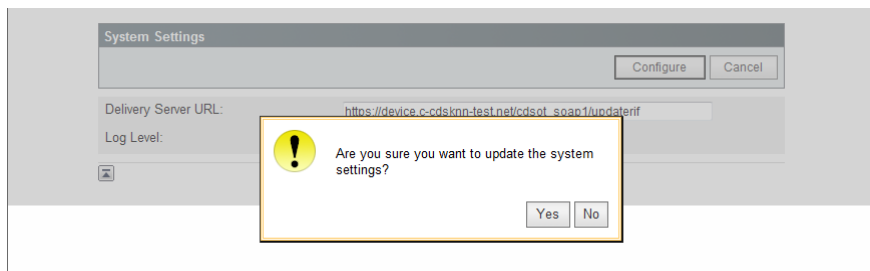 System Settings
Configure Cancel
Delivery Server URL: https://device.c-cdsknn-test.net/cdsot_soap1/updaterif
Log Level:
Are you sure you want to update the system
settings?
Yes No